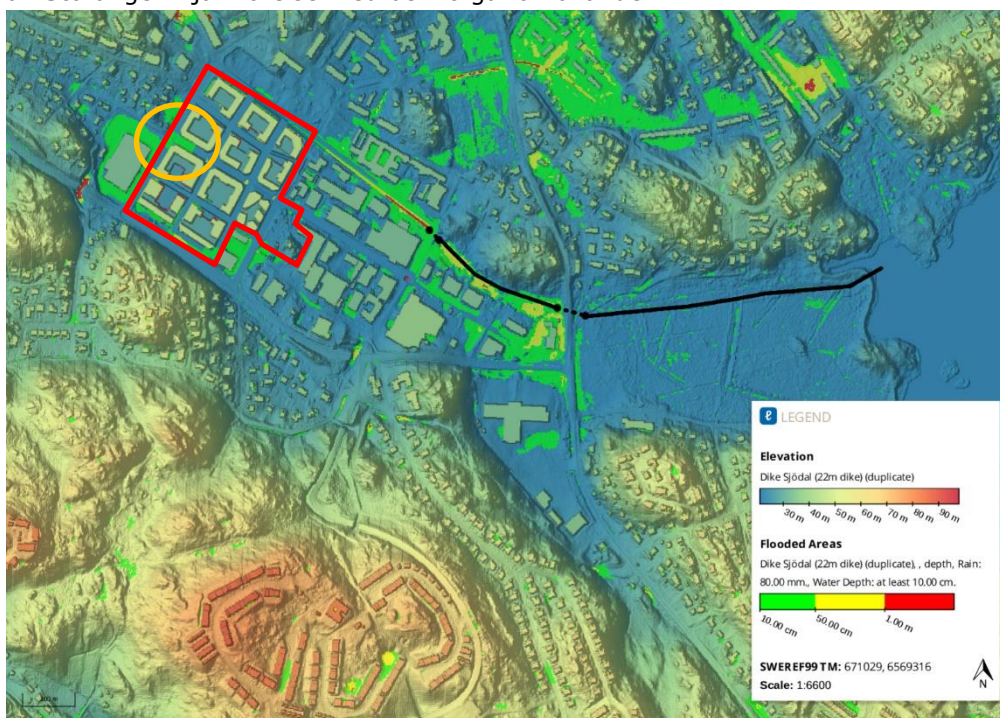 LEGEND
Elevation
Dike Sjödal (22m dike) (duplicate)
30 m 40 m 50 m 60 m 70 m 80 m 90 m
Flooded Areas
Dike Sjödal (22m dike) (duplicate), , depth, Rain:
80.00 mm., Water Depth: at least 10.00 cm.
10.00 cm 50.00 cm 1.00 m
SWEREF99 TM: 671029, 6569316
Scale: 1:6600
N